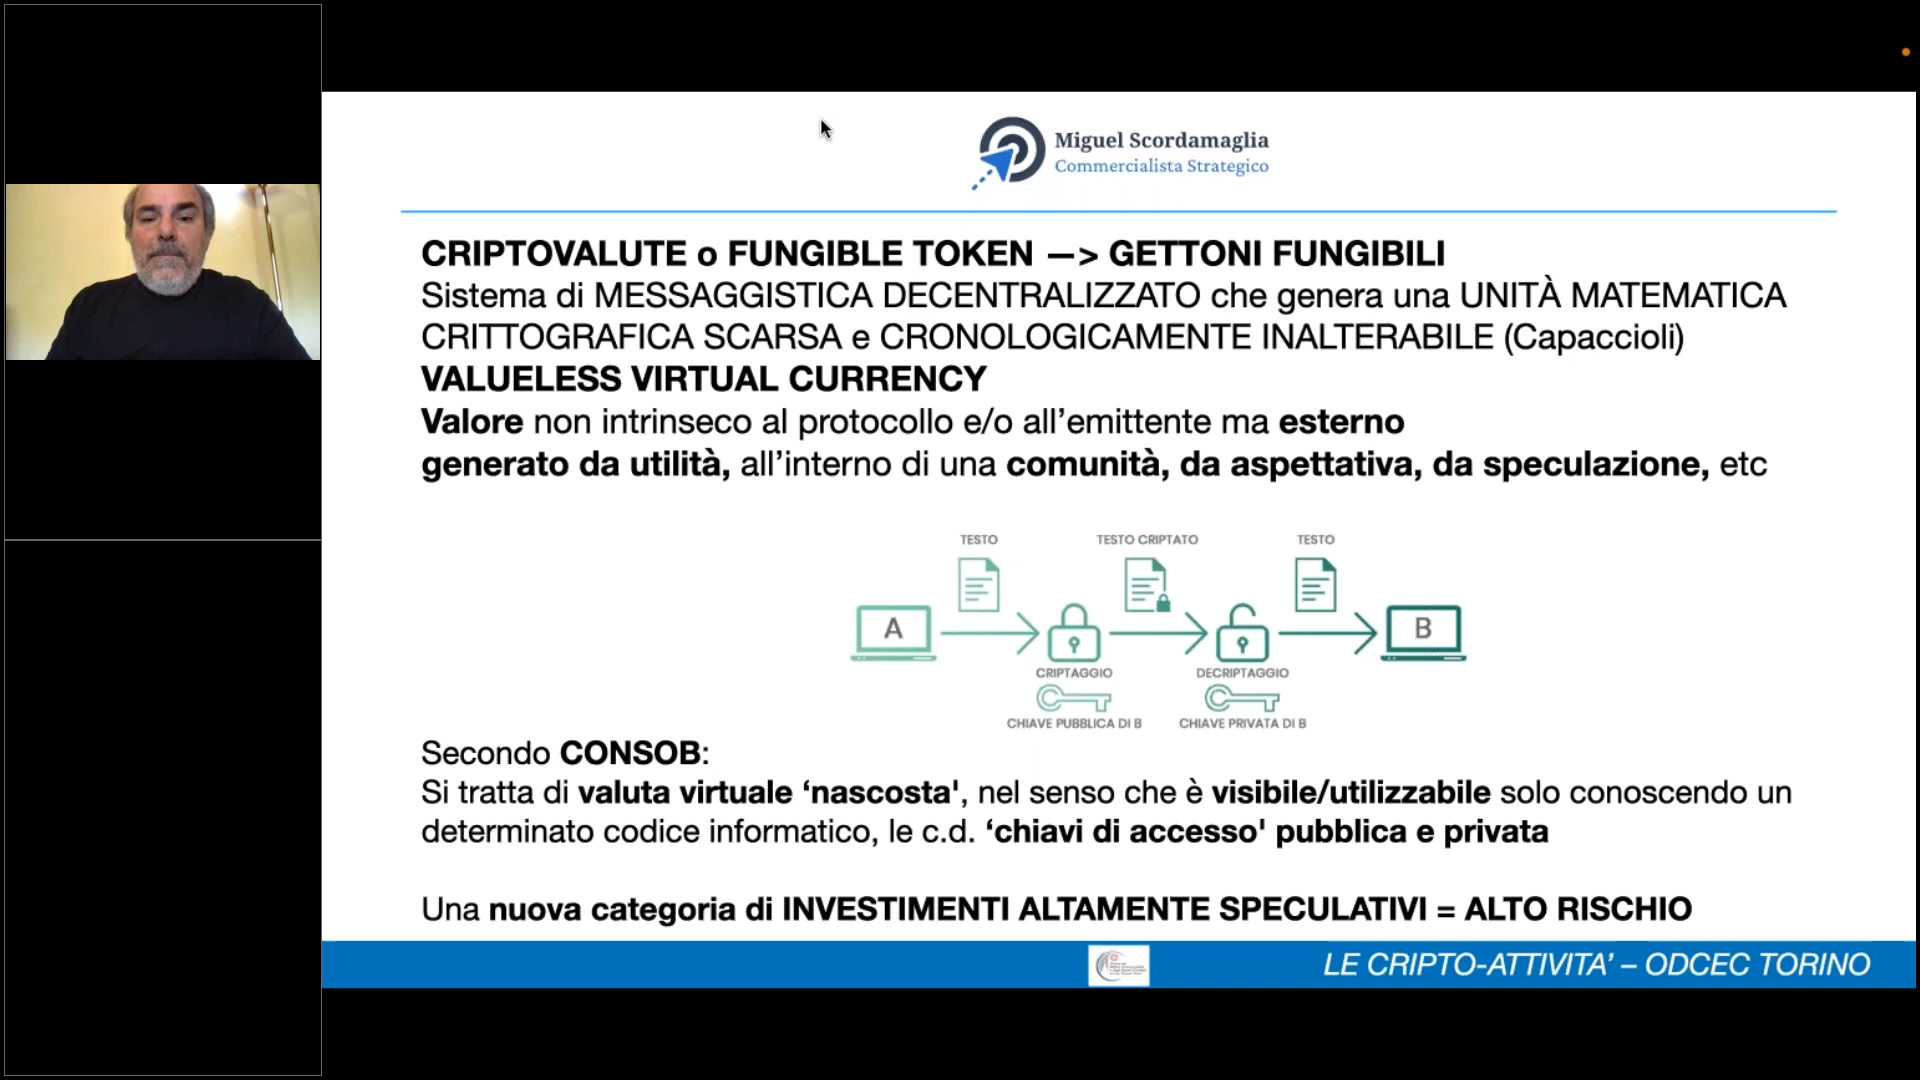 Miguel Scordamaglia
Commercialista Strategico
CRIPTOVALUTE o FUNGIBLE TOKEN —> GETTONI FUNGIBILI
Sistema di MESSAGGISTICA DECENTRALIZZATO che genera una UNITÀ MATEMATICA
CRITTOGRAFICA SCARSA e CRONOLOGICAMENTE INALTERABILE (Capaccioli)
VALUELESS VIRTUAL CURRENCY
Valore non intrinseco al protocollo e/o all’emittente ma esterno
generato da utilità, all’interno di una comunità, da aspettativa, da speculazione, etc
TESTO TESTO CRIPTATO TESTO
A B
CRIPTAGGIO DECRIPTAGGIO
CHIAVE PUBBLICA DI B CHIAVE PRIVATA DI B
Secondo CONSOB:
Si tratta di valuta virtuale ‘nascosta', nel senso che è visibile/utilizzabile solo conoscendo un
determinato codice informatico, le c.d. ‘chiavi di accesso' pubblica e privata
Una nuova categoria di INVESTIMENTI ALTAMENTE SPECULATIVI = ALTO RISCHIO
LE CRIPTO-ATTIVITA’ – ODCEC TORINO